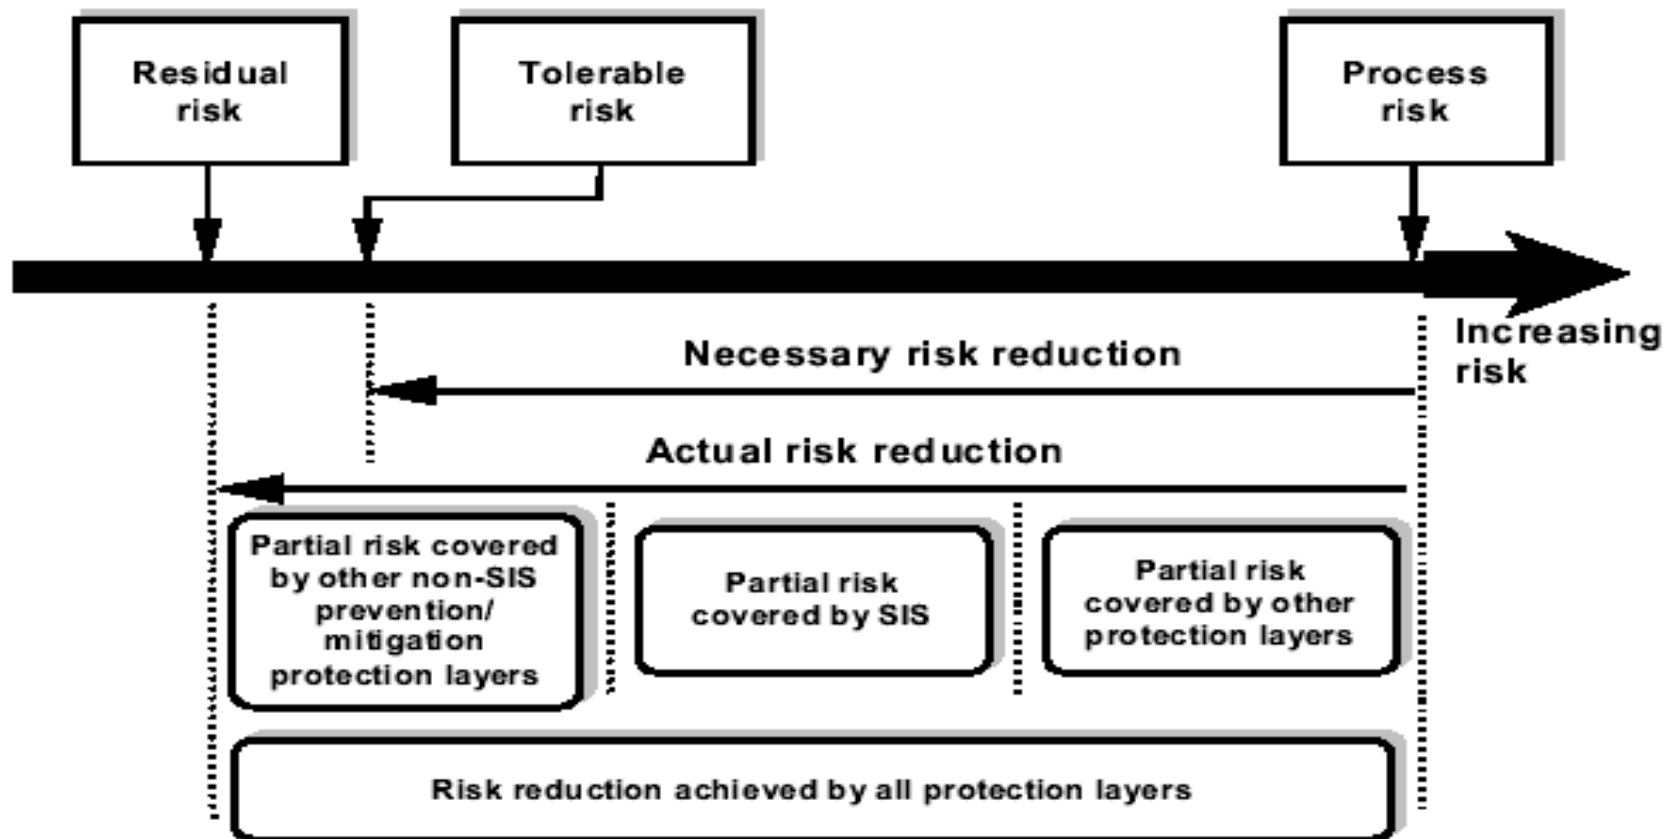 Residual
risk
Tolerable
risk
Process
risk
Increasing
risk
Necessary risk reduction
Actual risk reduction
Partial risk covered
by other non-SIS
prevention/
mitigation
protection layers
Partial risk
covered by SIS
Partial risk
covered by other
protection layers
Risk reduction achieved by all protection layers